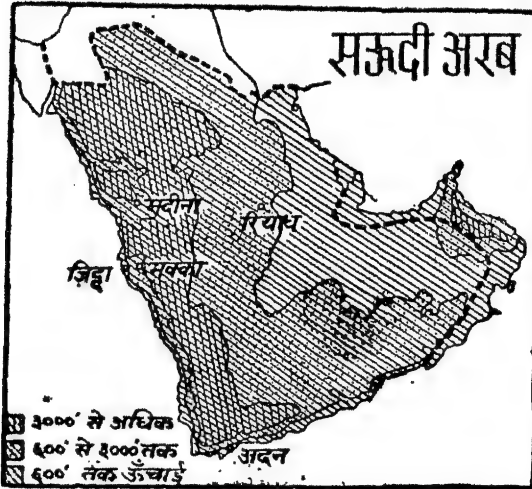 सऊदी अरब
मदीना
रियाध
ज़िद्दा
मक्का
३०००' से अधिक
६००' से ३०००' तक
अदन
६००' तक ऊँचाई